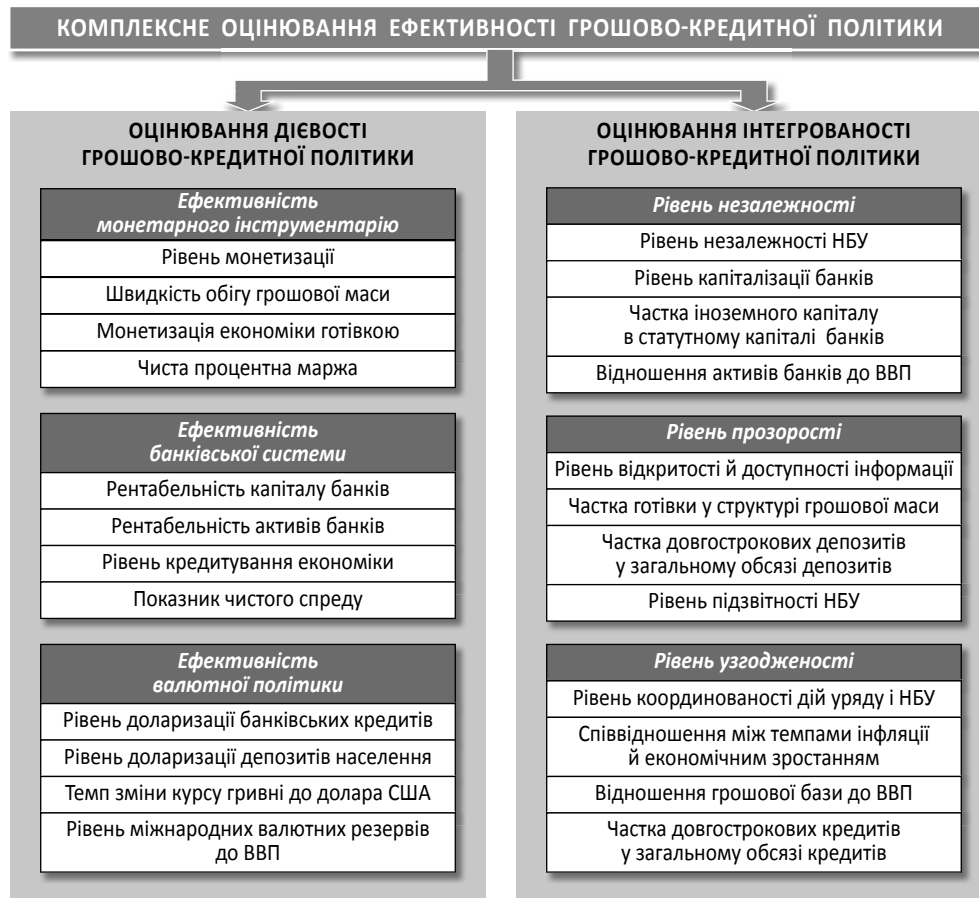 КОМПЛЕКСНЕ ОЦІНЮВАННЯ ЕФЕКТИВНОСТІ ГРОШОВО-КРЕДИТНОЇ ПОЛІТИКИ
ОЦІНЮВАННЯ ДІЄВОСТІ
ГРОШОВО-КРЕДИТНОЇ ПОЛІТИКИ
Ефективність
монетарного інструментарію
Рівень монетизації
Швидкість обігу грошової маси
Монетизація економіки готівкою
Чиста процентна маржа
Ефективність
банківської системи
Рентабельність капіталу банків
Рентабельність активів банків
Рівень кредитування економіки
Показник чистого спреду
Ефективність
валютної політики
Рівень доларизації банківських кредитів
Рівень доларизації депозитів населення
Темп зміни курсу гривні до долара США
Рівень міжнародних валютних резервів
до ВВП
ОЦІНЮВАННЯ ІНТЕГРОВАНОСТІ
ГРОШОВО-КРЕДИТНОЇ ПОЛІТИКИ
Рівень незалежності
Рівень незалежності НБУ
Рівень капіталізації банків
Частка іноземного капіталу
в статутному капіталі банків
Відношення активів банків до ВВП
Рівень прозорості
Рівень відкритості й доступності інформації
Частка готівки у структурі грошової маси
Частка довгострокових депозитів
у загальному обсязі депозитів
Рівень підзвітності НБУ
Рівень узгодженості
Рівень координованості дій уряду і НБУ
Співвідношення між темпами інфляції
й економічним зростанням
Відношення грошової бази до ВВП
Частка довгострокових кредитів
у загальному обсязі кредитів